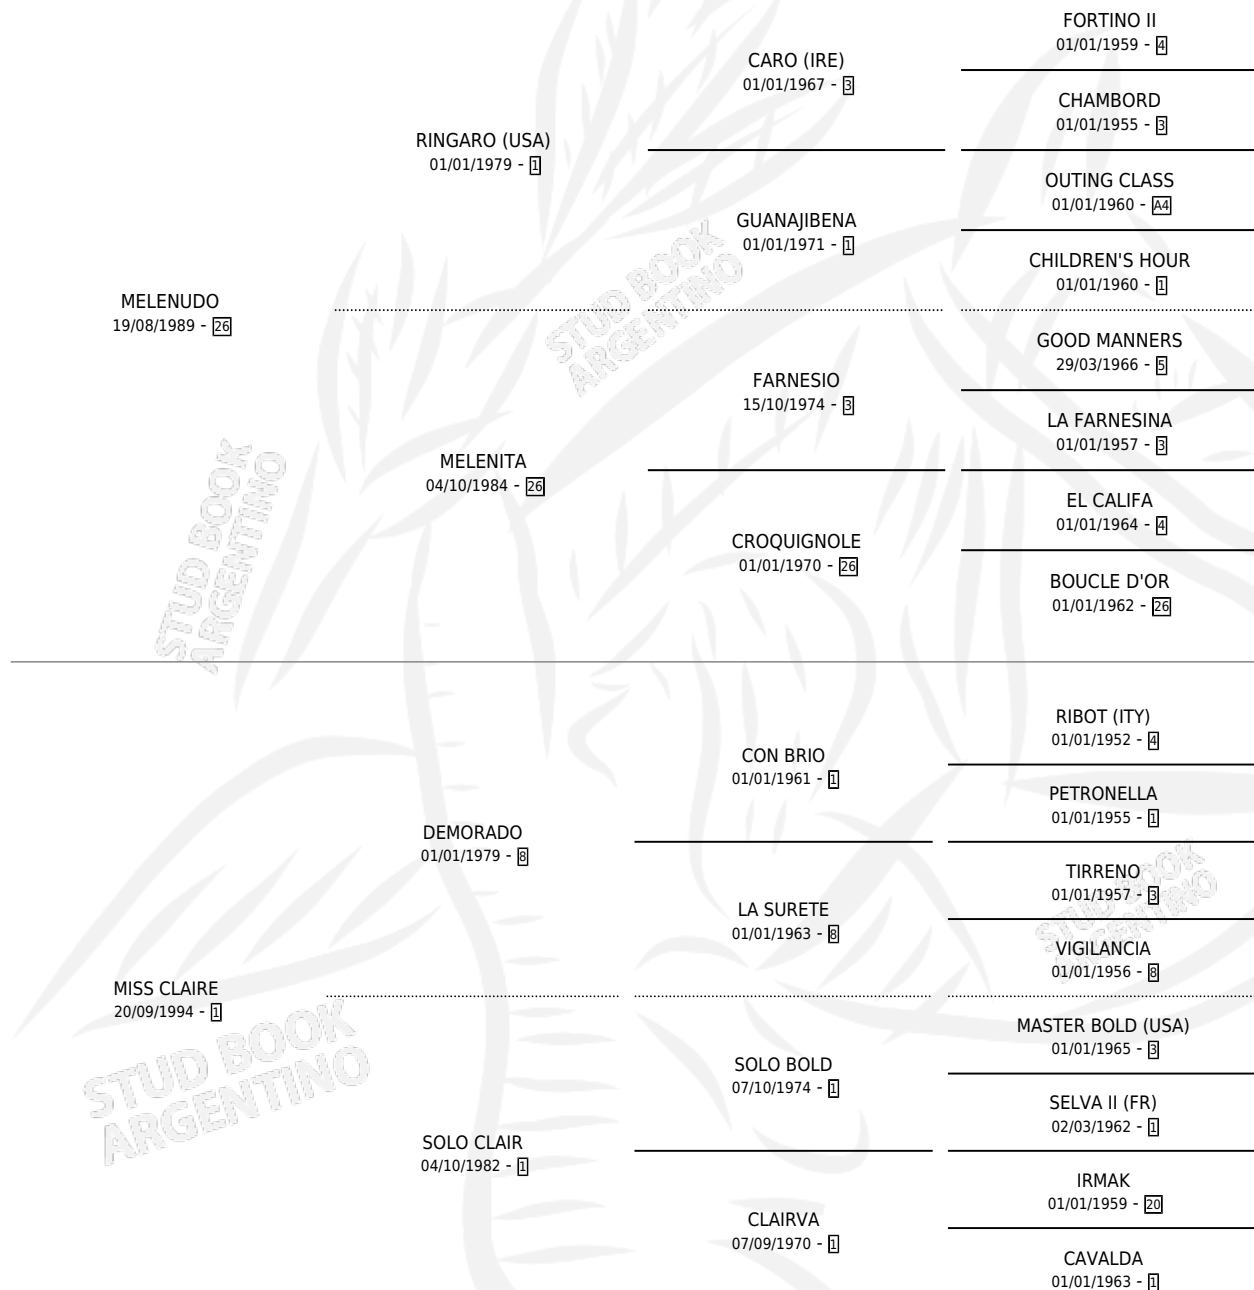 FORTINO II
01/01/1959 - 4
CARO (IRE)
01/01/1967 - 3
CHAMBORD
01/01/1955 - 3
RINGARO (USA)
01/01/1979 - 1
OUTING CLASS
01/01/1960 - A4
GUANAJIBENA
01/01/1971 - 1
CHILDREN'S HOUR
01/01/1960 - 1
MELENUDO
19/08/1989 - 26
GOOD MANNERS
29/03/1966 - 5
FARNESIO
15/10/1974 - 3
LA FARNESINA
01/01/1957 - 3
MELENITA
04/10/1984 - 26
EL CALIFA
01/01/1964 - 4
CROQUIGNOLE
01/01/1970 - 26
BOUCLE D'OR
01/01/1962 - 26
RIBOT (ITY)
01/01/1952 - 4
CON BRIO
01/01/1961 - 1
PETRONELLA
01/01/1955 - 1
DEMORADO
01/01/1979 - 8
TIRRENO
01/01/1957 - 3
LA SURETE
01/01/1963 - 8
VIGILANCIA
01/01/1956 - 8
MISS CLAIRE
20/09/1994 - 1
MASTER BOLD (USA)
01/01/1965 - 3
SOLO BOLD
07/10/1974 - 1
SELVA II (FR)
02/03/1962 - 1
SOLO CLAIR
04/10/1982 - 1
IRMAK
01/01/1959 - 20
CLAIRVA
07/09/1970 - 1
CAVALDA
01/01/1963 - 1
STUD BOOK
ARGENTINO
STUD BOOK
ARGENTINO
STUD BOOK
ARGENTINO
STUD BOOK
ARGENTINO